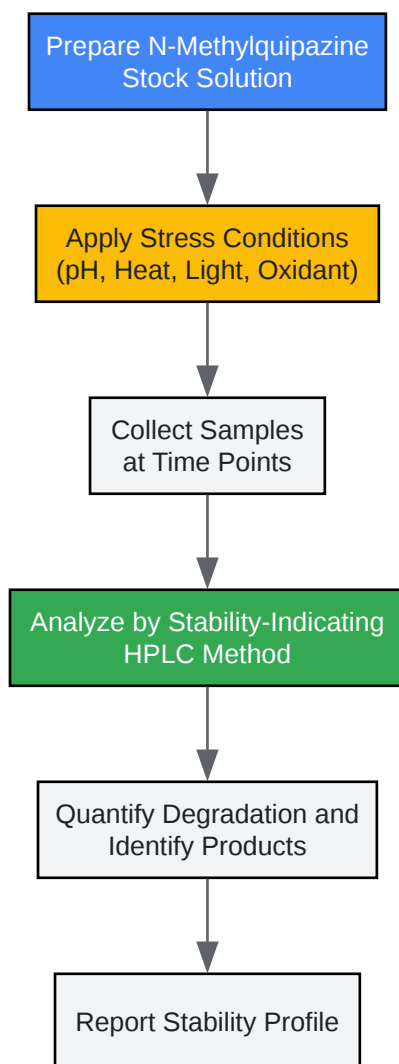 Prepare N-Methylquipazine
Stock Solution
Apply Stress Conditions
(pH, Heat, Light, Oxidant)
Collect Samples
at Time Points
Analyze by Stability-Indicating
HPLC Method
Quantify Degradation and
Identify Products
Report Stability Profile